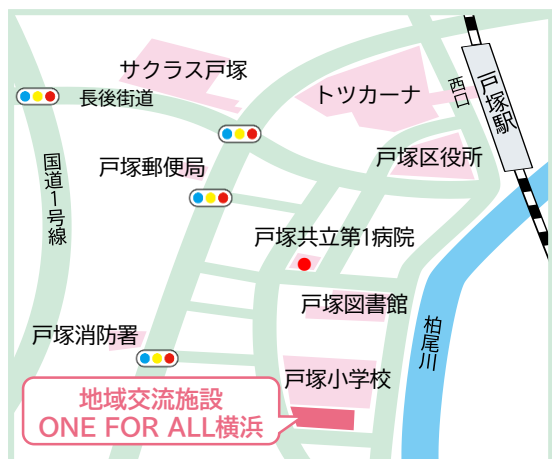 サクラス戸塚
長後街道
トツカーナ
西口
戸塚駅
戸塚区役所
国道1号線
戸塚郵便局
戸塚共立第1病院
戸塚図書館
柏尾川
戸塚消防署
戸塚小学校
地域交流施設
ONE FOR ALL横浜